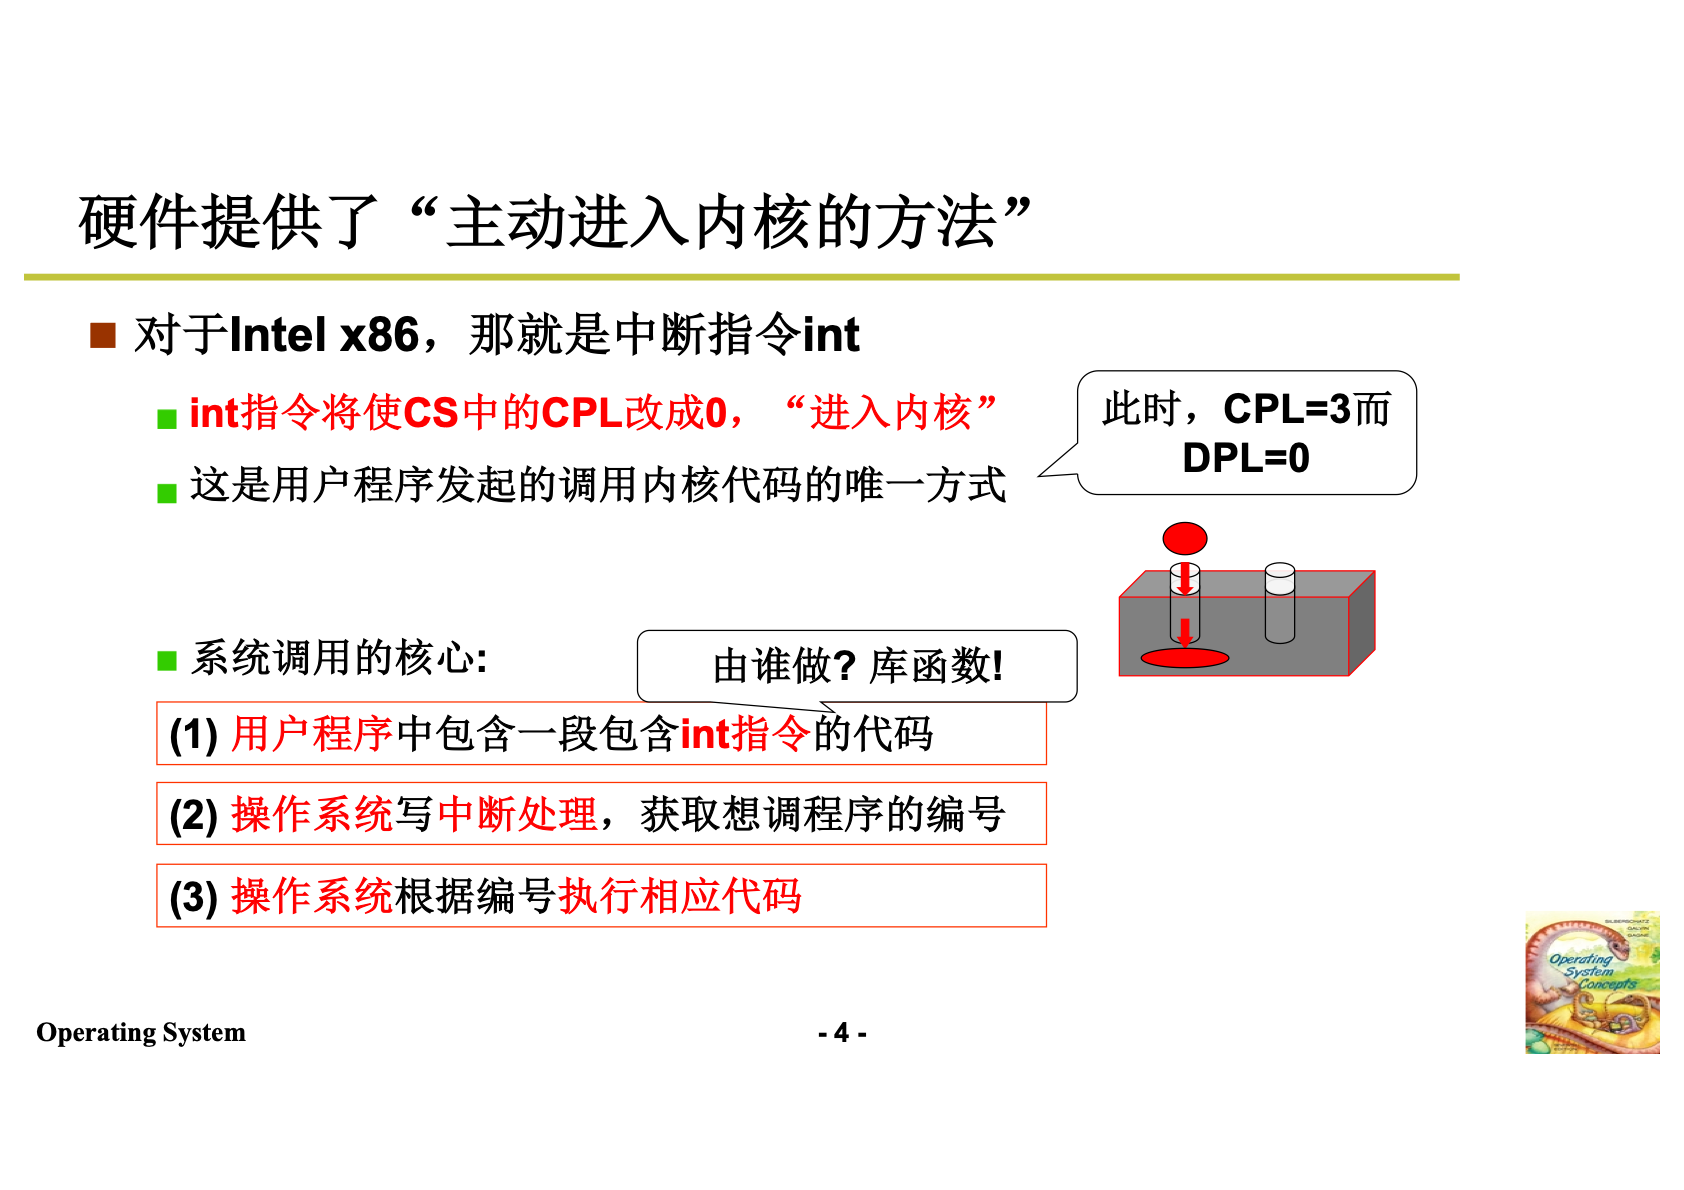 硬件提供了“主动进入内核的方法”
对于Intel x86，那就是中断指令int
int指令将使CS中的CPL改成0，“进入内核”
此时，CPL=3而
DPL=0
这是用户程序发起的调用内核代码的唯一方式
系统调用的核心:
由谁做? 库函数!
(1) 用户程序中包含一段包含int指令的代码
(2) 操作系统写中断处理，获取想调程序的编号
(3) 操作系统根据编号执行相应代码
SILBERSCHATZ
GALVIN
GAGNE
Operating
System
Concepts
Operating System
- 4 -